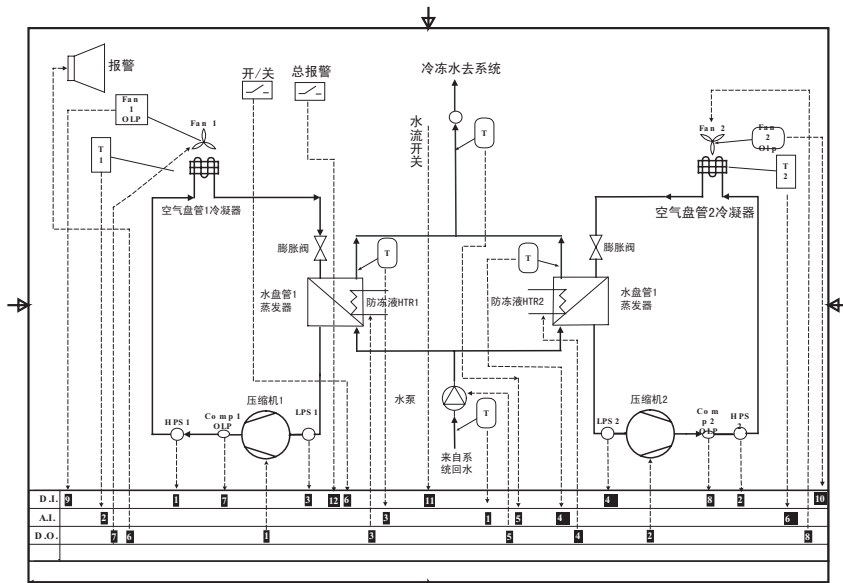 报警
开/关
总报警
冷冻水去系统
Fan
1
OLP
Fan 1
T
1
水流开关
T
Fan 2
Fan
2
Olp
T
2
空气盘管1冷凝器
空气盘管2冷凝器
膨胀阀
T
T
膨胀阀
水盘管1
蒸发器
防冻液HTR1
防冻液HTR2
水盘管1
蒸发器
HPS 1
Comp 1
OLP
压缩机1
LPS 1
水泵
T
来自系
统回水
LPS 2
压缩机2
Com
p 2
OLP
HPS
2
D.I. 9 1 7 3 12 6 11 4 8 2 10
A.I. 2 3 1 5 4 6
D.O. 7 6 1 3 5 4 2 8